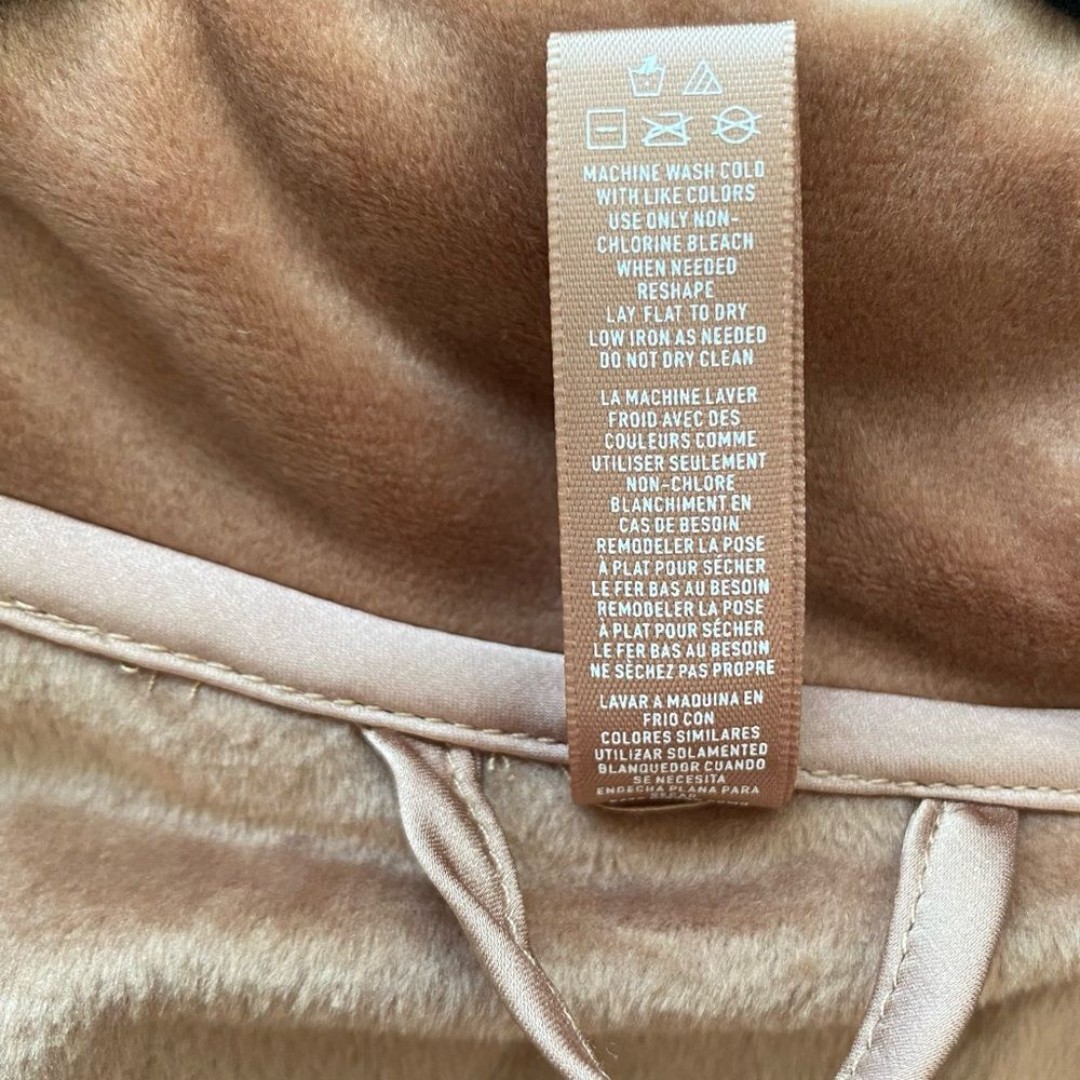 MACHINE WASH COLD
WITH LIKE COLORS
USE ONLY NON-
CHLORINE BLEACH
WHEN NEEDED
RESHAPE
LAY FLAT TO DRY
LOW IRON AS NEEDED
DO NOT DRY CLEAN
LA MACHINE LAVER
FROID AVEC DES
COULEURS COMME
UTILISER SEULEMENT
NON-CHLORE
BLANCHIMENT EN
CAS DE BESOIN
REMODELER LA POSE
À PLAT POUR SÉCHER
LE FER BAS AU BESOIN
REMODELER LA POSE
À PLAT POUR SÉCHER
LE FER BAS AU BESOIN
NE SÈCHEZ PAS PROPRE
LAVAR A MAQUINA EN
FRIO CON
COLORES SIMILARES
UTILIZAR SOLAMENTED
BLANQUEDOR CUANDO
SE NECESITA
ENDECHA PLANA PARA